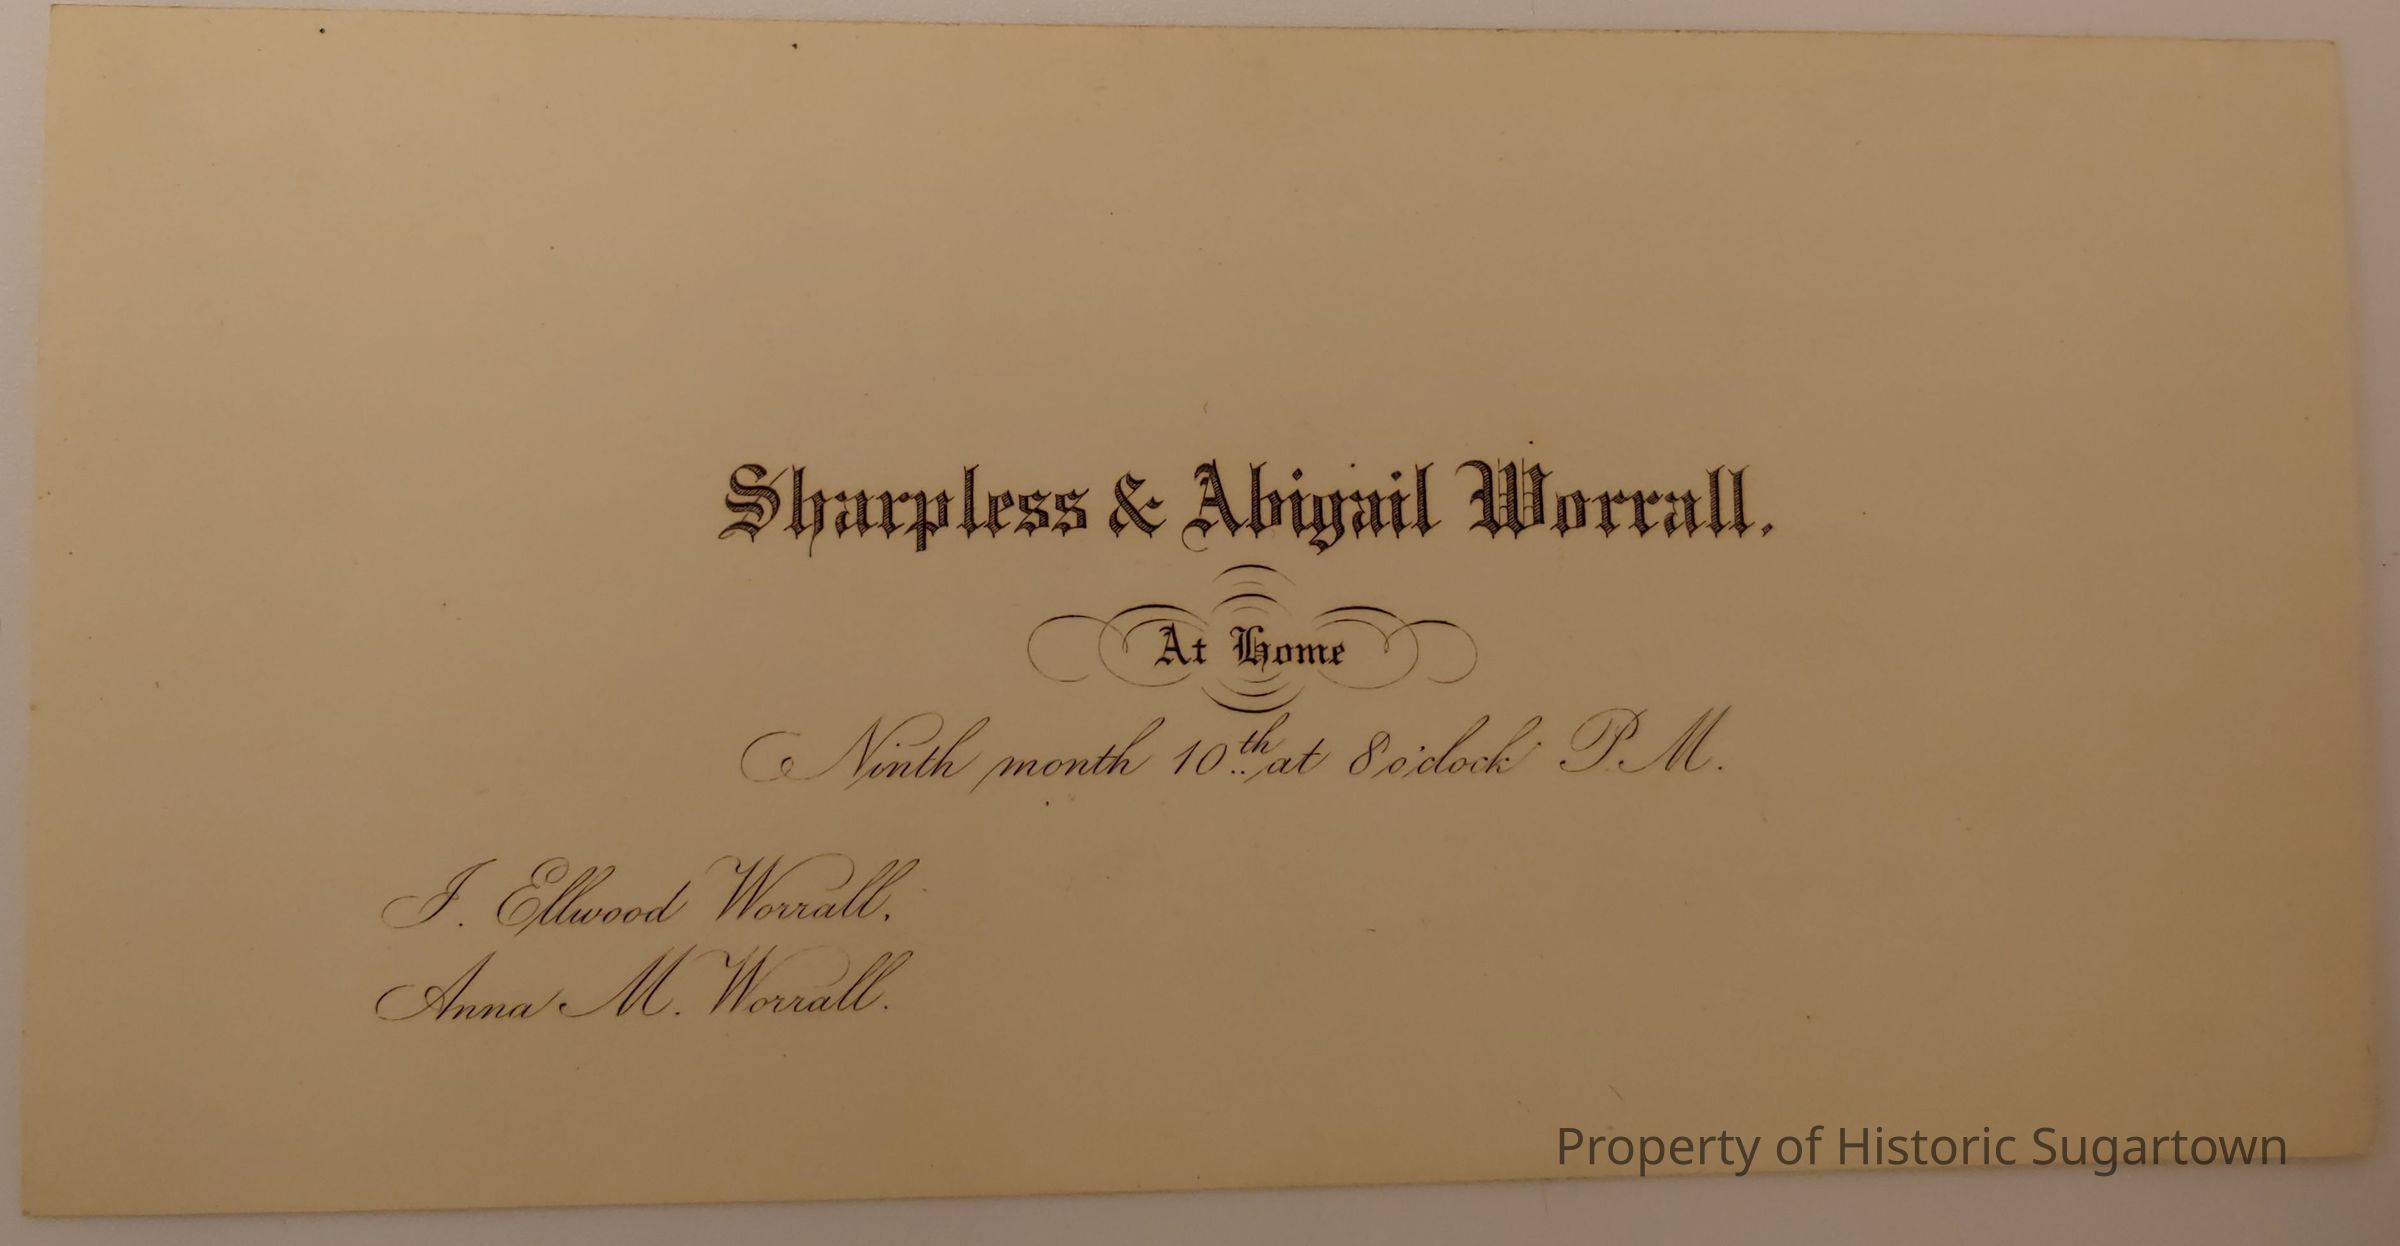 Sharpless & Abigail Worrall.
At Home
Ninth month 10th at 8 o'clock P.M.
J. Ellwood Worrall.
Anna M. Worrall.
Property of Historic Sugartown